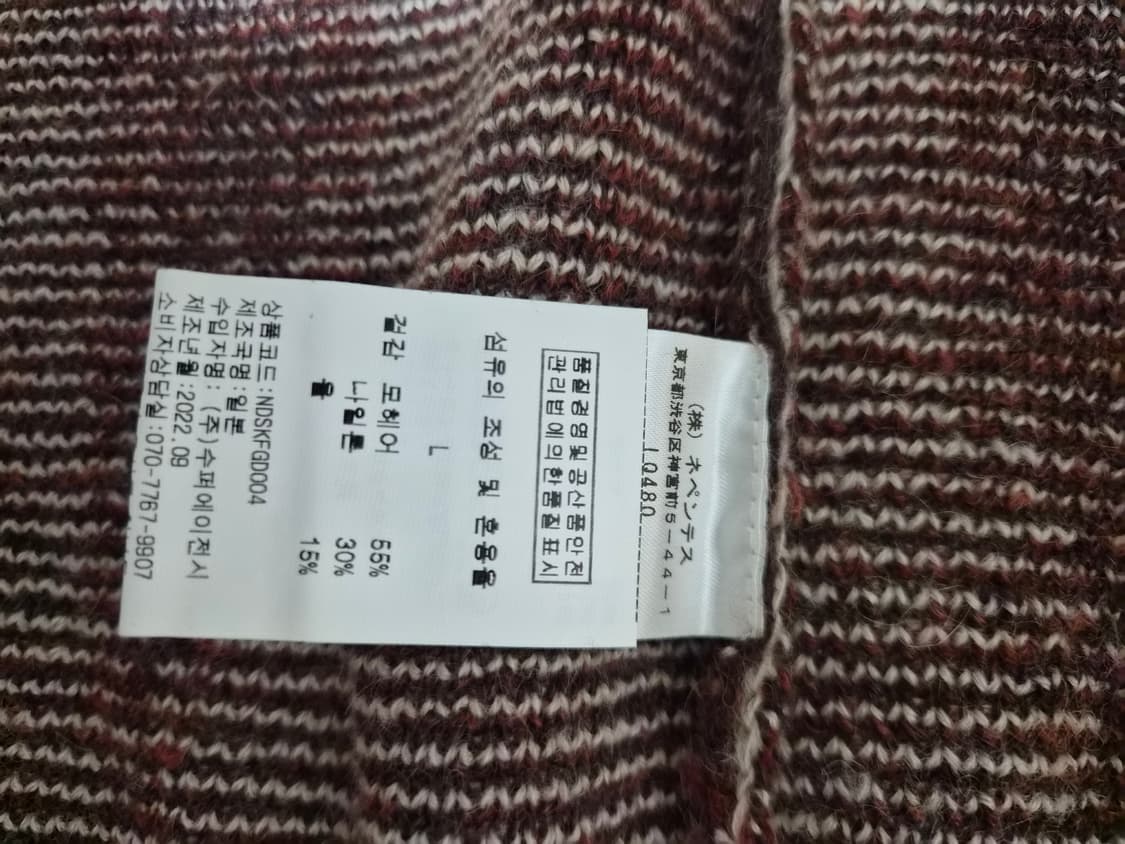 (株) ネペンテス
東京都渋谷区神宮前5-44-1
LQ480
품질경영및공산품안전
관리법에의한품질표시
섬유의 조성 및 혼용율
L
겉감 모헤어 55%
나일론 30%
울 15%
상품코드:NDSKFGD004
제조국명:일본
수입자명: (주)수퍼에이전시
제조년월:2022.09
소비자상담실:070-7767-9907